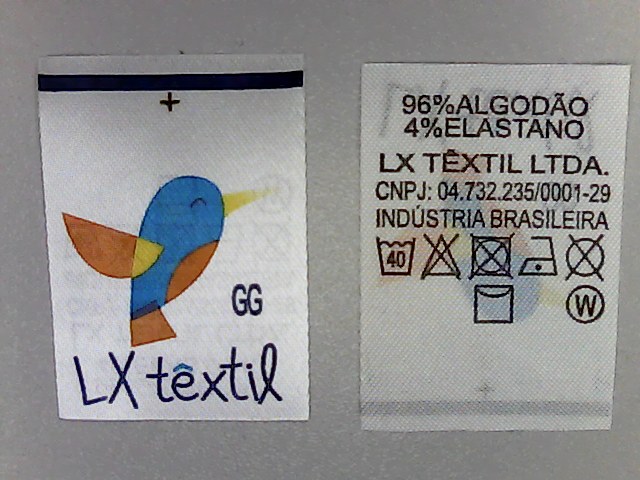 GG
LX têxtil
96%ALGODÃO
4%ELASTANO
LX TÊXTIL LTDA.
CNPJ: 04.732.235/0001-29
INDÚSTRIA BRASILEIRA
40
W